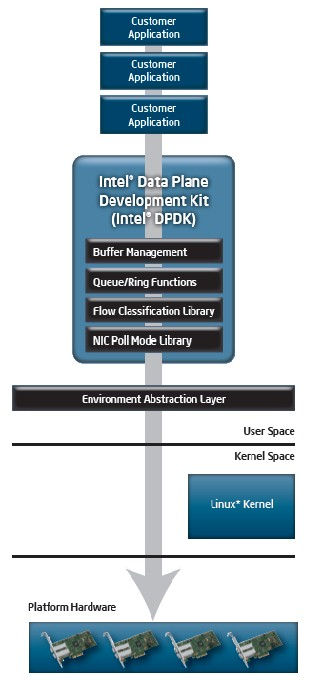 Customer
Application
Customer
Application
Customer
Application
Intel® Data Plane
Development Kit
(Intel® DPDK)
Buffer Management
Queue/Ring Functions
Flow Classification Library
NIC Poll Mode Library
Environment Abstraction Layer
User Space
Kernel Space
Linux* Kernel
Platform Hardware